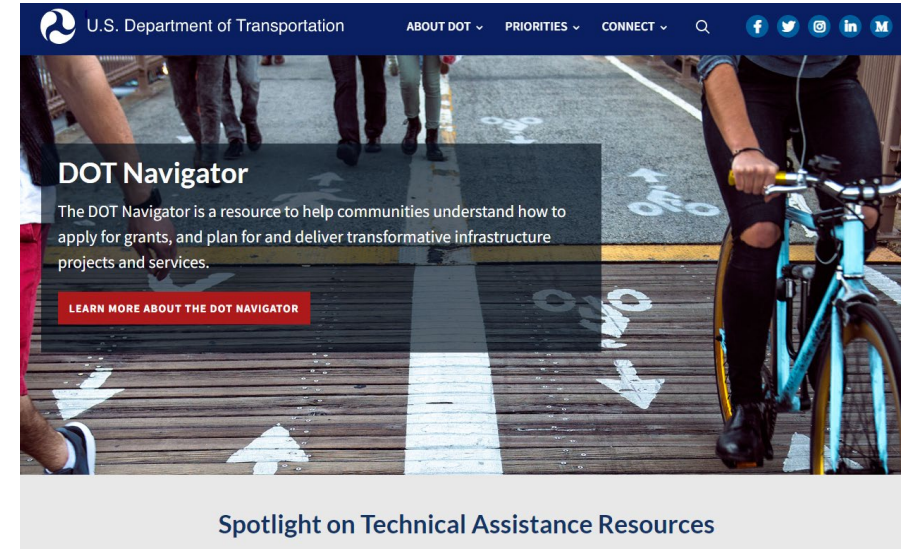 U.S. Department of Transportation
ABOUT DOT PRIORITIES CONNECT
DOT Navigator
The DOT Navigator is a resource to help communities understand how to
apply for grants, and plan for and deliver transformative infrastructure
projects and services.
LEARN MORE ABOUT THE DOT NAVIGATOR
Spotlight on Technical Assistance Resources